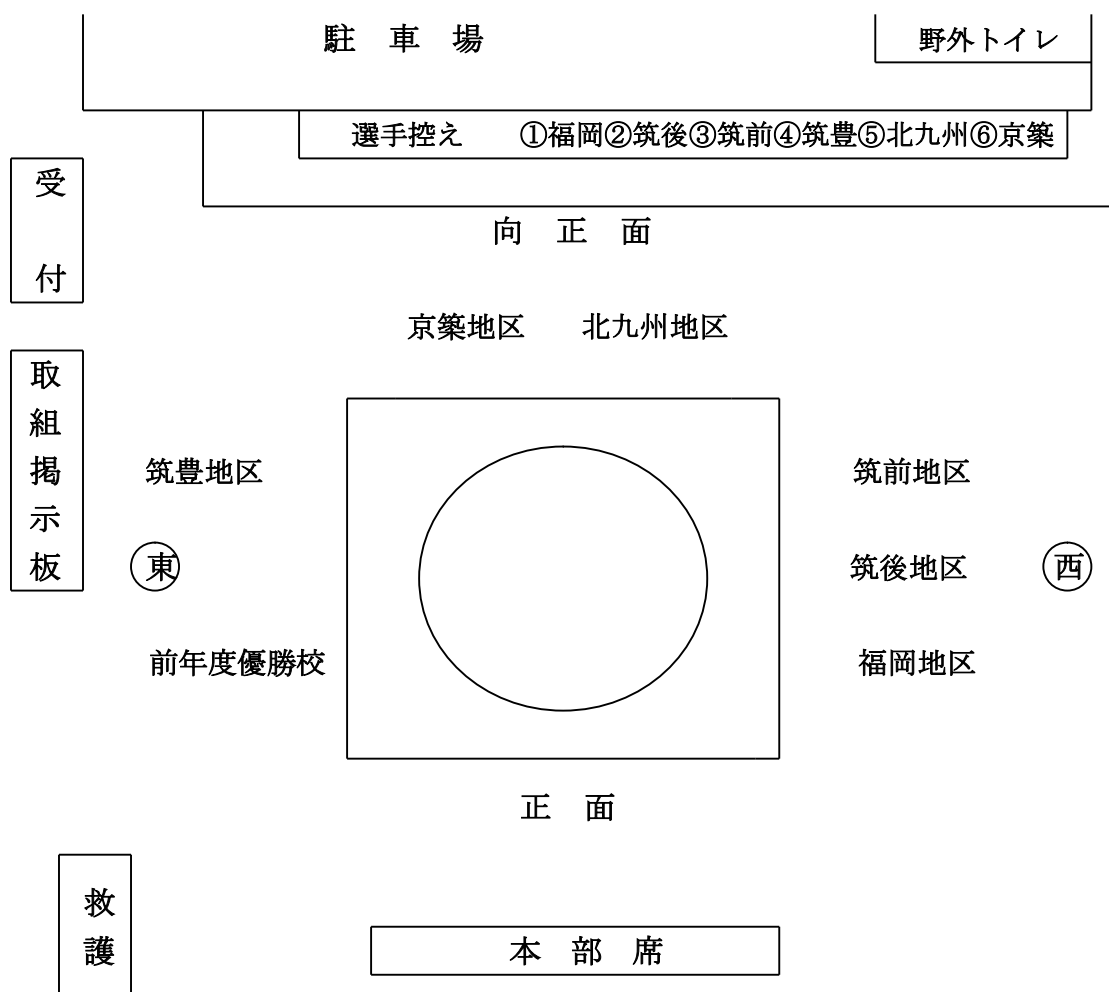 駐車場
野外トイレ
選手控え ①福岡②筑後③筑前④筑豊⑤北九州⑥京築
受付
向正面
京築地区 北九州地区
取組掲示板
筑豊地区
筑前地区
東
筑後地区
西
前年度優勝校
福岡地区
正面
救護
本部席